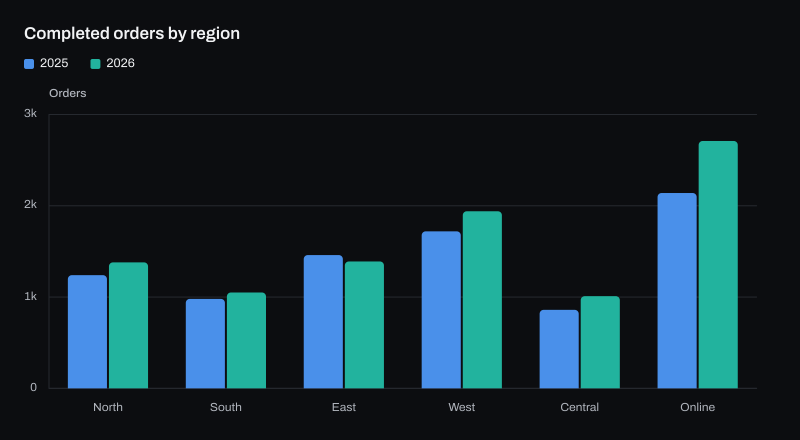 Completed orders by region
2025 2026
Orders
3k
2k
1k
0
North South East West Central Online